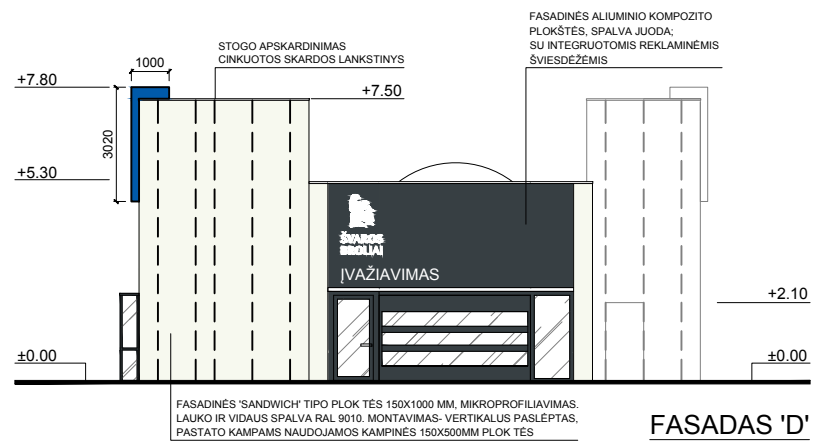 FASADINĖS ALIUMINIO KOMPOZITO
PLOKŠTĖS, SPALVA JUODA;
SU INTEGRUOTOMIS REKLAMINĖMIS
ŠVIESDĖŽĖMIS
STOGO APSKARDINIMAS
CINKUOTOS SKARDOS LANKSTINYS
1000
+7.80
+7.50
3020
+5.30
ŠVAROS
BROLIAI
ĮVAŽIAVIMAS
+2.10
±0.00
±0.00
FASADINĖS 'SANDWICH' TIPO PLOK TĖS 150X1000 MM, MIKROPROFILIAVIMAS.
LAUKO IR VIDAUS SPALVA RAL 9010. MONTAVIMAS- VERTIKALUS PASLĖPTAS,
PASTATO KAMPAMS NAUDOJAMOS KAMPINĖS 150X500MM PLOK TĖS
FASADAS 'D'